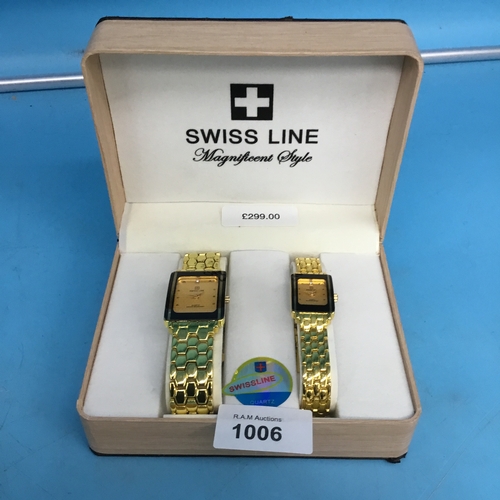 SWISS LINE
Magnificent Style
£299.00
SWISSLINE
QUARTZ
R.A.M Auctions
1006